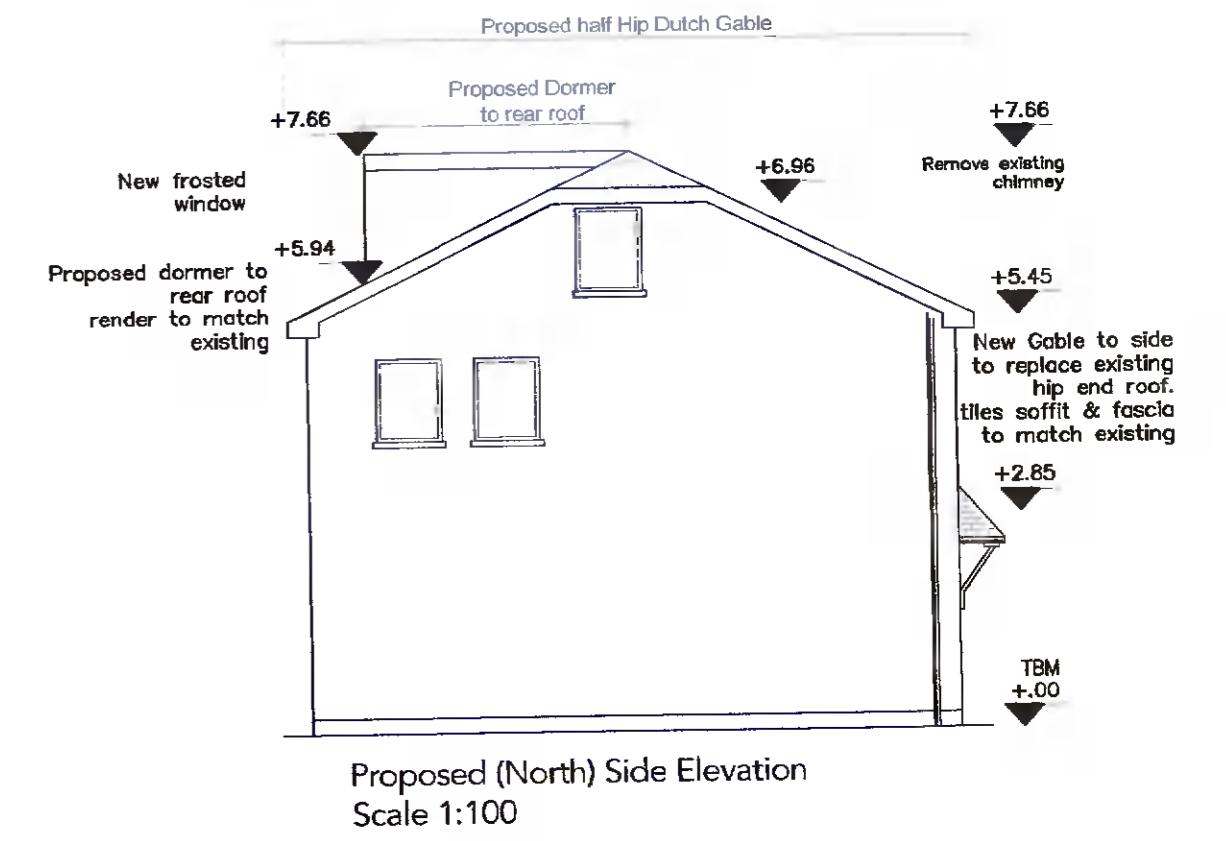 Proposed half Hip Dutch Gable
Proposed Dormer
to rear roof
+7.66
+7.66
Remove existing
chimney
+6.96
New frosted
window
+5.94
Proposed dormer to
rear roof
render to match
existing
+5.45
New Gable to side
to replace existing
hip end roof.
tiles soffit & fascia
to match existing
+2.85
TBM
+.00
Proposed (North) Side Elevation
Scale 1:100